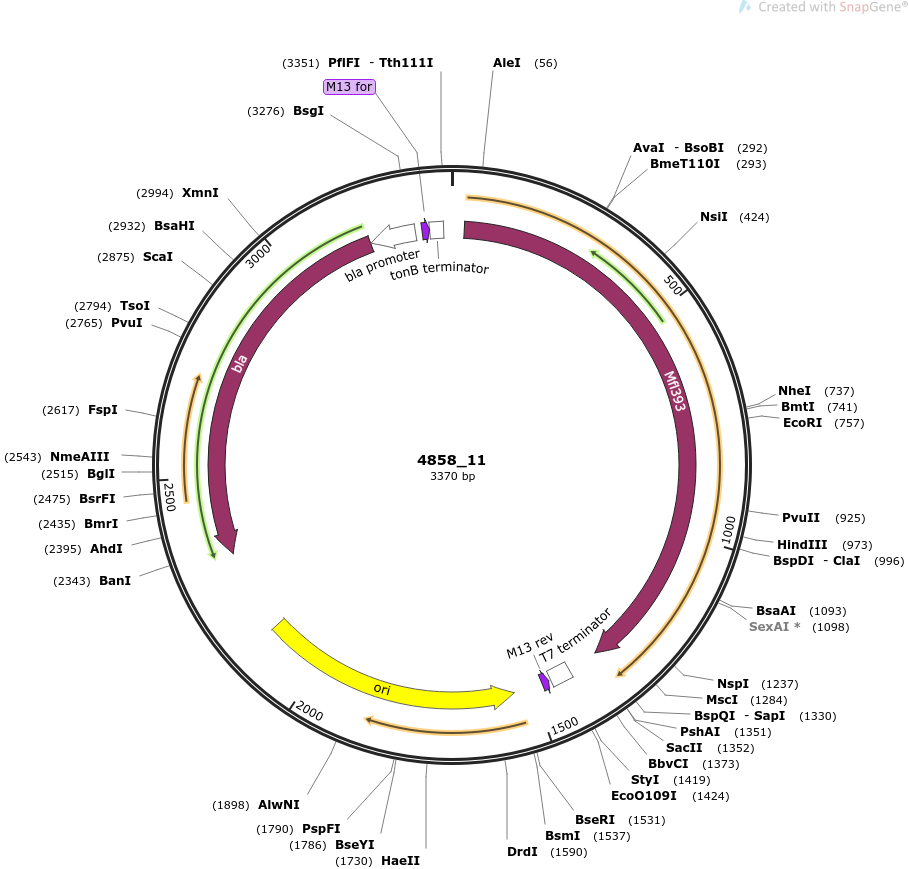 Created with SnapGene®
(3351) PflFI - Tth111I
AleI (56)
M13 for
(3276) BsgI
AvaI - BsoBI (292)
BmeT110I (293)
(2994) XmnI
NsiI (424)
(2932) BsaHI
(2875) ScaI
3000
bla promoter
tonB terminator
500
(2794) TsoI
(2765) PvuI
bla
Mfl393
NheI (737)
BmtI (741)
EcoRI (757)
(2617) FspI
4858_11
3370 bp
(2543) NmeAIII
(2515) BglI
(2475) BsrFI
2500
(2435) BmrI
(2395) AhdI
(2343) BanI
PvuII (925)
1000
HindIII (973)
BspDI - ClaI (996)
BsaAI (1093)
SexAI * (1098)
M13 rev
T7 terminator
ori
2000
1500
NspI (1237)
MscI (1284)
BspQI - SapI (1330)
PshAI (1351)
SacII (1352)
BbvCI (1373)
StyI (1419)
EcoO109I (1424)
(1898) AlwNI
BseRI (1531)
(1790) PspFI
BsmI (1537)
(1786) BseYI
DrdI (1590)
(1730) HaeII